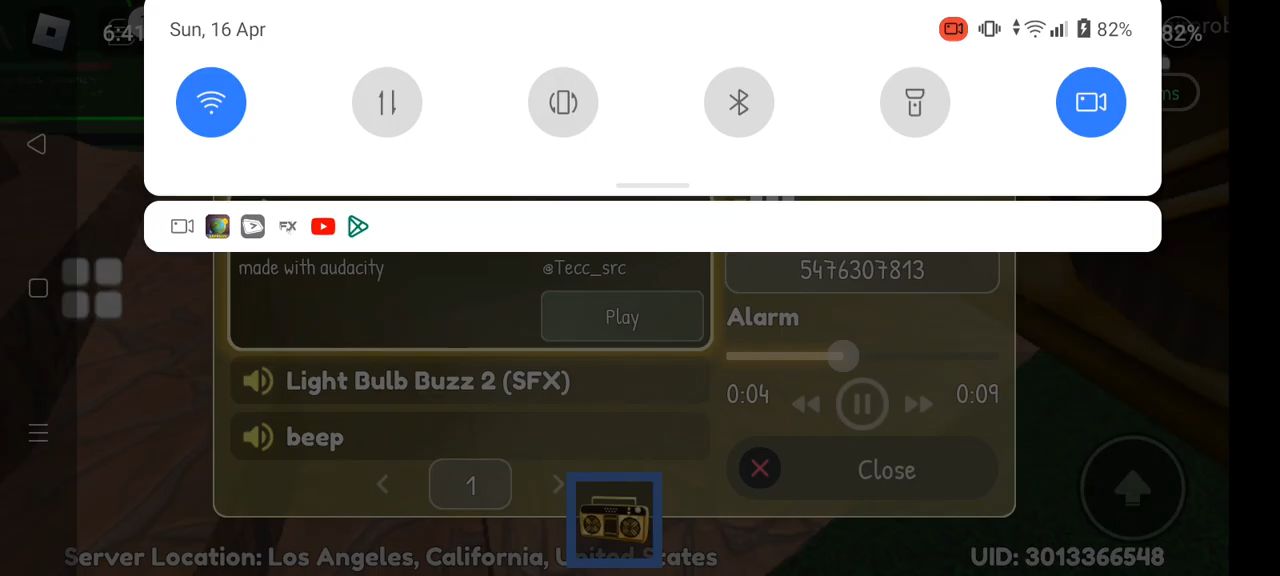 6:41
Sun, 16 Apr
82%
82%
FX
made with audacity
@Tecc_src
Play
5476307813
Alarm
Light Bulb Buzz 2 (SFX)
0:04
0:09
beep
1
Close
Server Location: Los Angeles, California, United States
UID: 3013366548